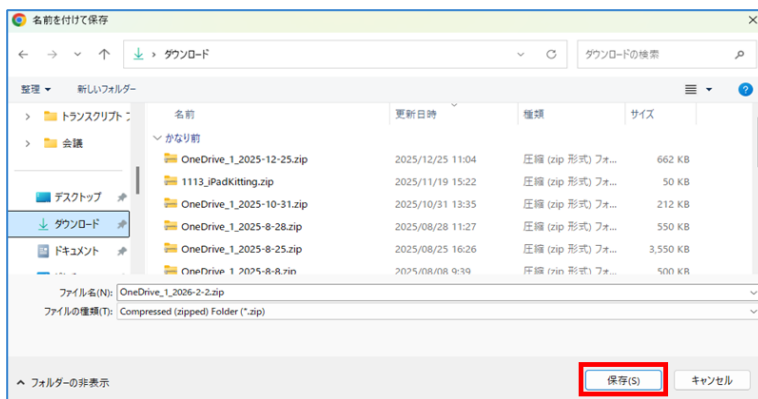 名前を付けて保存
ダウンロード
ダウンロードの検索
整理
新しいフォルダー
名前 更新日時 種類 サイズ
トランスクリプト フ
会議
かなり前
OneDrive_1_2025-12-25.zip 2025/12/25 11:04 圧縮 (zip 形式) フォ... 662 KB
1113_iPadKitting.zip 2025/11/19 15:22 圧縮 (zip 形式) フォ... 50 KB
デスクトップ
OneDrive_1_2025-10-31.zip 2025/10/31 13:35 圧縮 (zip 形式) フォ... 212 KB
ダウンロード
OneDrive_1_2025-8-28.zip 2025/08/28 11:27 圧縮 (zip 形式) フォ... 550 KB
ドキュメント
OneDrive_1_2025-8-25.zip 2025/08/25 16:26 圧縮 (zip 形式) フォ... 3,550 KB
OneDrive_1_2025-8-8.zip 2025/08/08 9:39 圧縮 (zip 形式) フォ... 500 KB
ファイル名(N): OneDrive_1_2026-2-2.zip
ファイルの種類(T): Compressed (zipped) Folder (*.zip)
フォルダーの非表示
保存(S)
キャンセル